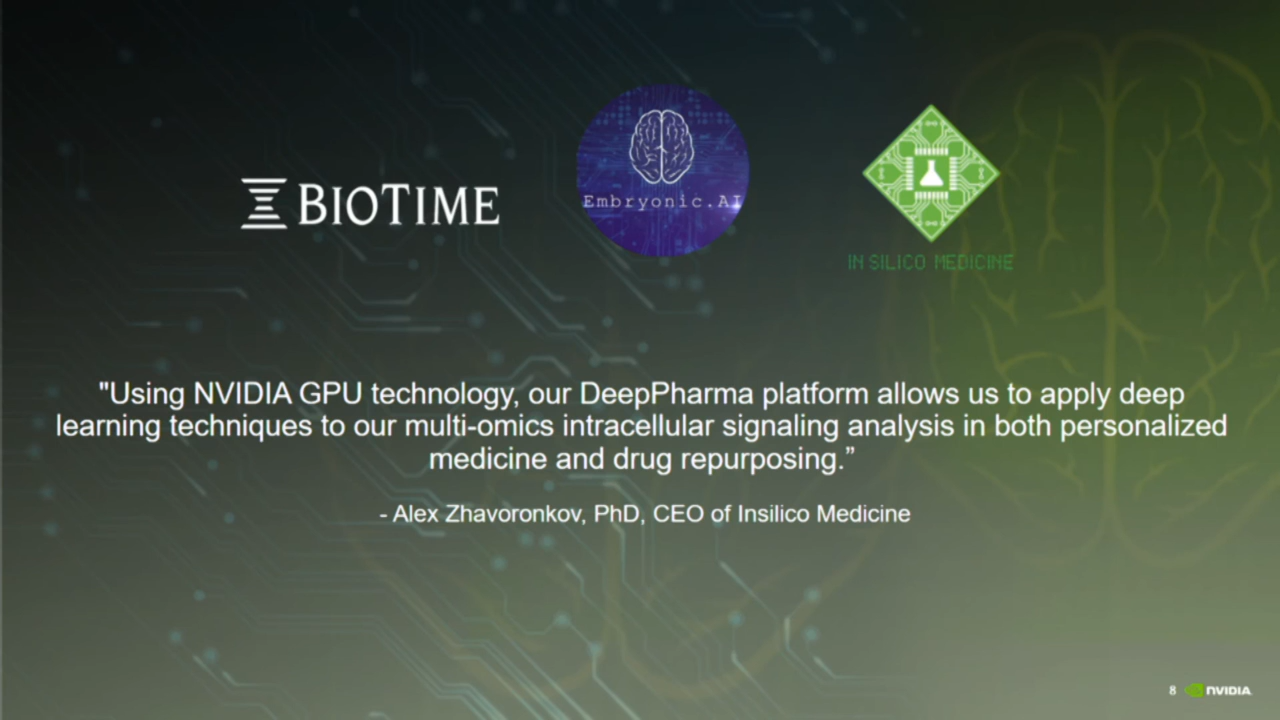 BIOTIME
Embryonic.AI
IN SILICO MEDICINE
"Using NVIDIA GPU technology, our DeepPharma platform allows us to apply deep
learning techniques to our multi-omics intracellular signaling analysis in both personalized
medicine and drug repurposing.”
- Alex Zhavoronkov, PhD, CEO of Insilico Medicine
8 NVIDIA